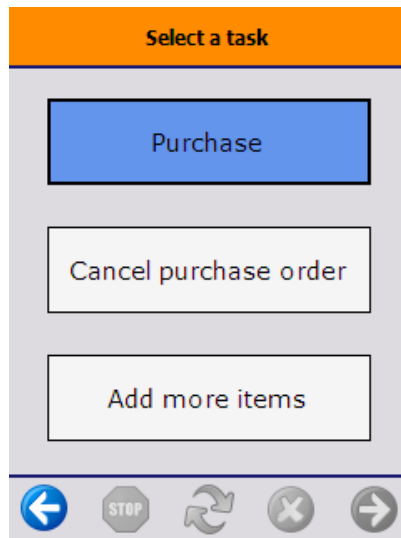 Select a task
Purchase
Cancel purchase order
Add more items
STOP